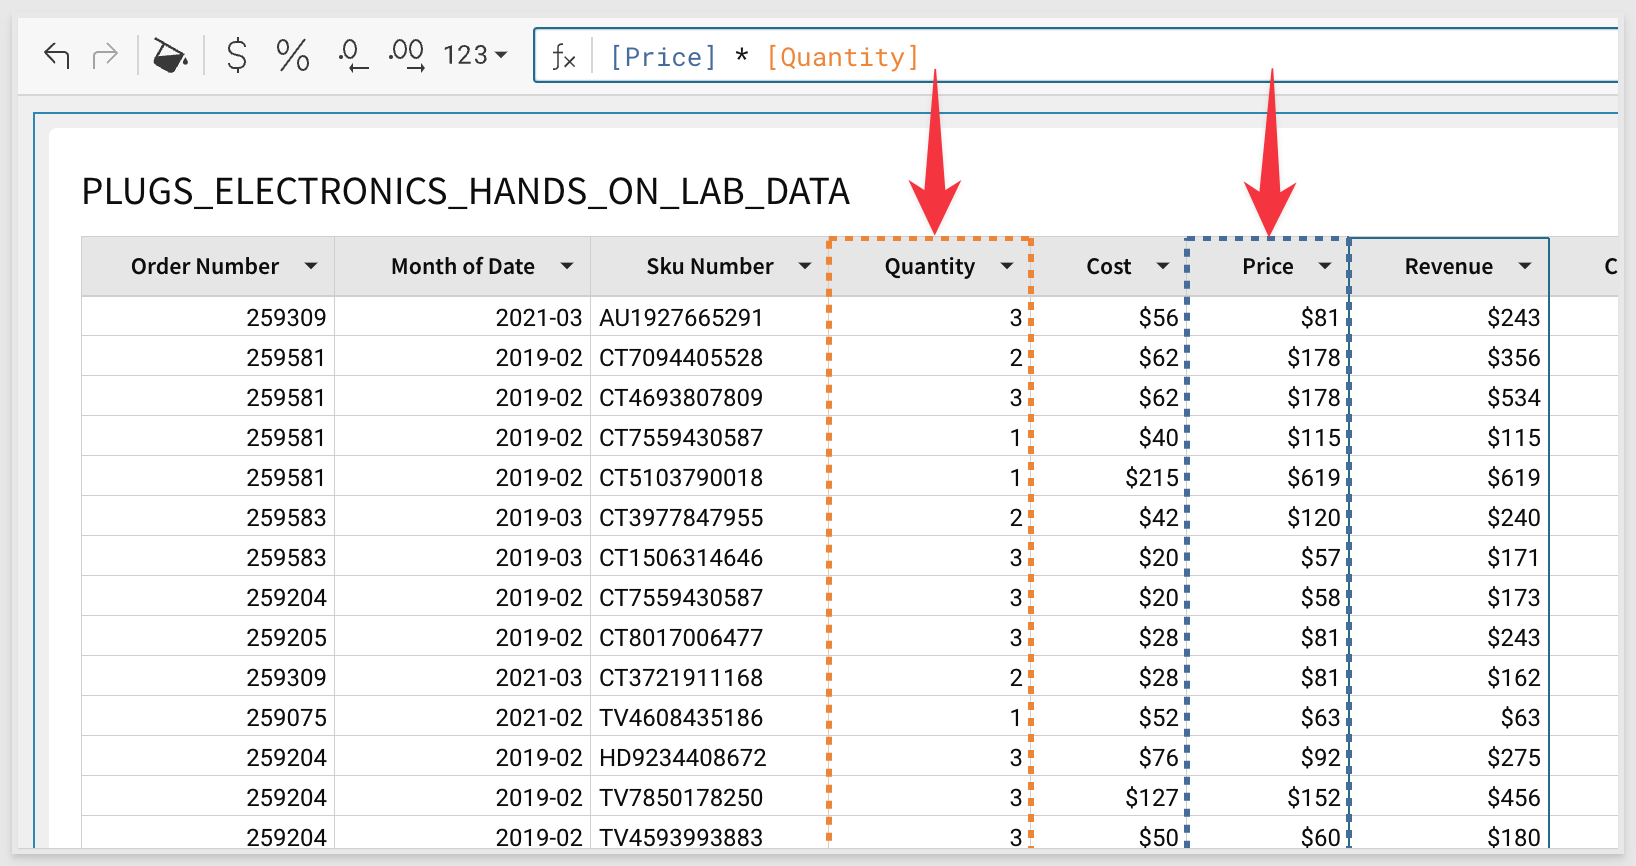 $ % .0 .00 123 fx [Price] * [Quantity]
PLUGS_ELECTRONICS_HANDS_ON_LAB_DATA
Order Number Month of Date Sku Number Quantity Cost Price Revenue C
259309 2021-03 AU1927665291 3 $56 $81 $243
259581 2019-02 CT7094405528 2 $62 $178 $356
259581 2019-02 CT4693807809 3 $62 $178 $534
259581 2019-02 CT7559430587 1 $40 $115 $115
259581 2019-02 CT5103790018 1 $215 $619 $619
259583 2019-03 CT3977847955 2 $42 $120 $240
259583 2019-03 CT1506314646 3 $20 $57 $171
259204 2019-02 CT7559430587 3 $20 $58 $173
259205 2019-02 CT8017006477 3 $28 $81 $243
259309 2021-03 CT3721911168 2 $28 $81 $162
259075 2021-02 TV4608435186 1 $52 $63 $63
259204 2019-02 HD9234408672 3 $76 $92 $275
259204 2019-02 TV7850178250 3 $127 $152 $456
259204 2019-02 TV4593993883 3 $50 $60 $180